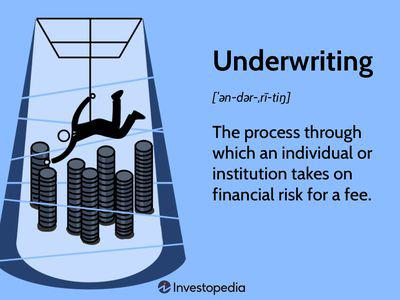 Underwriting
[ˈən-dər-ˌrī-tiŋ]
The process through
which an individual or
institution takes on
financial risk for a fee.
Investopedia